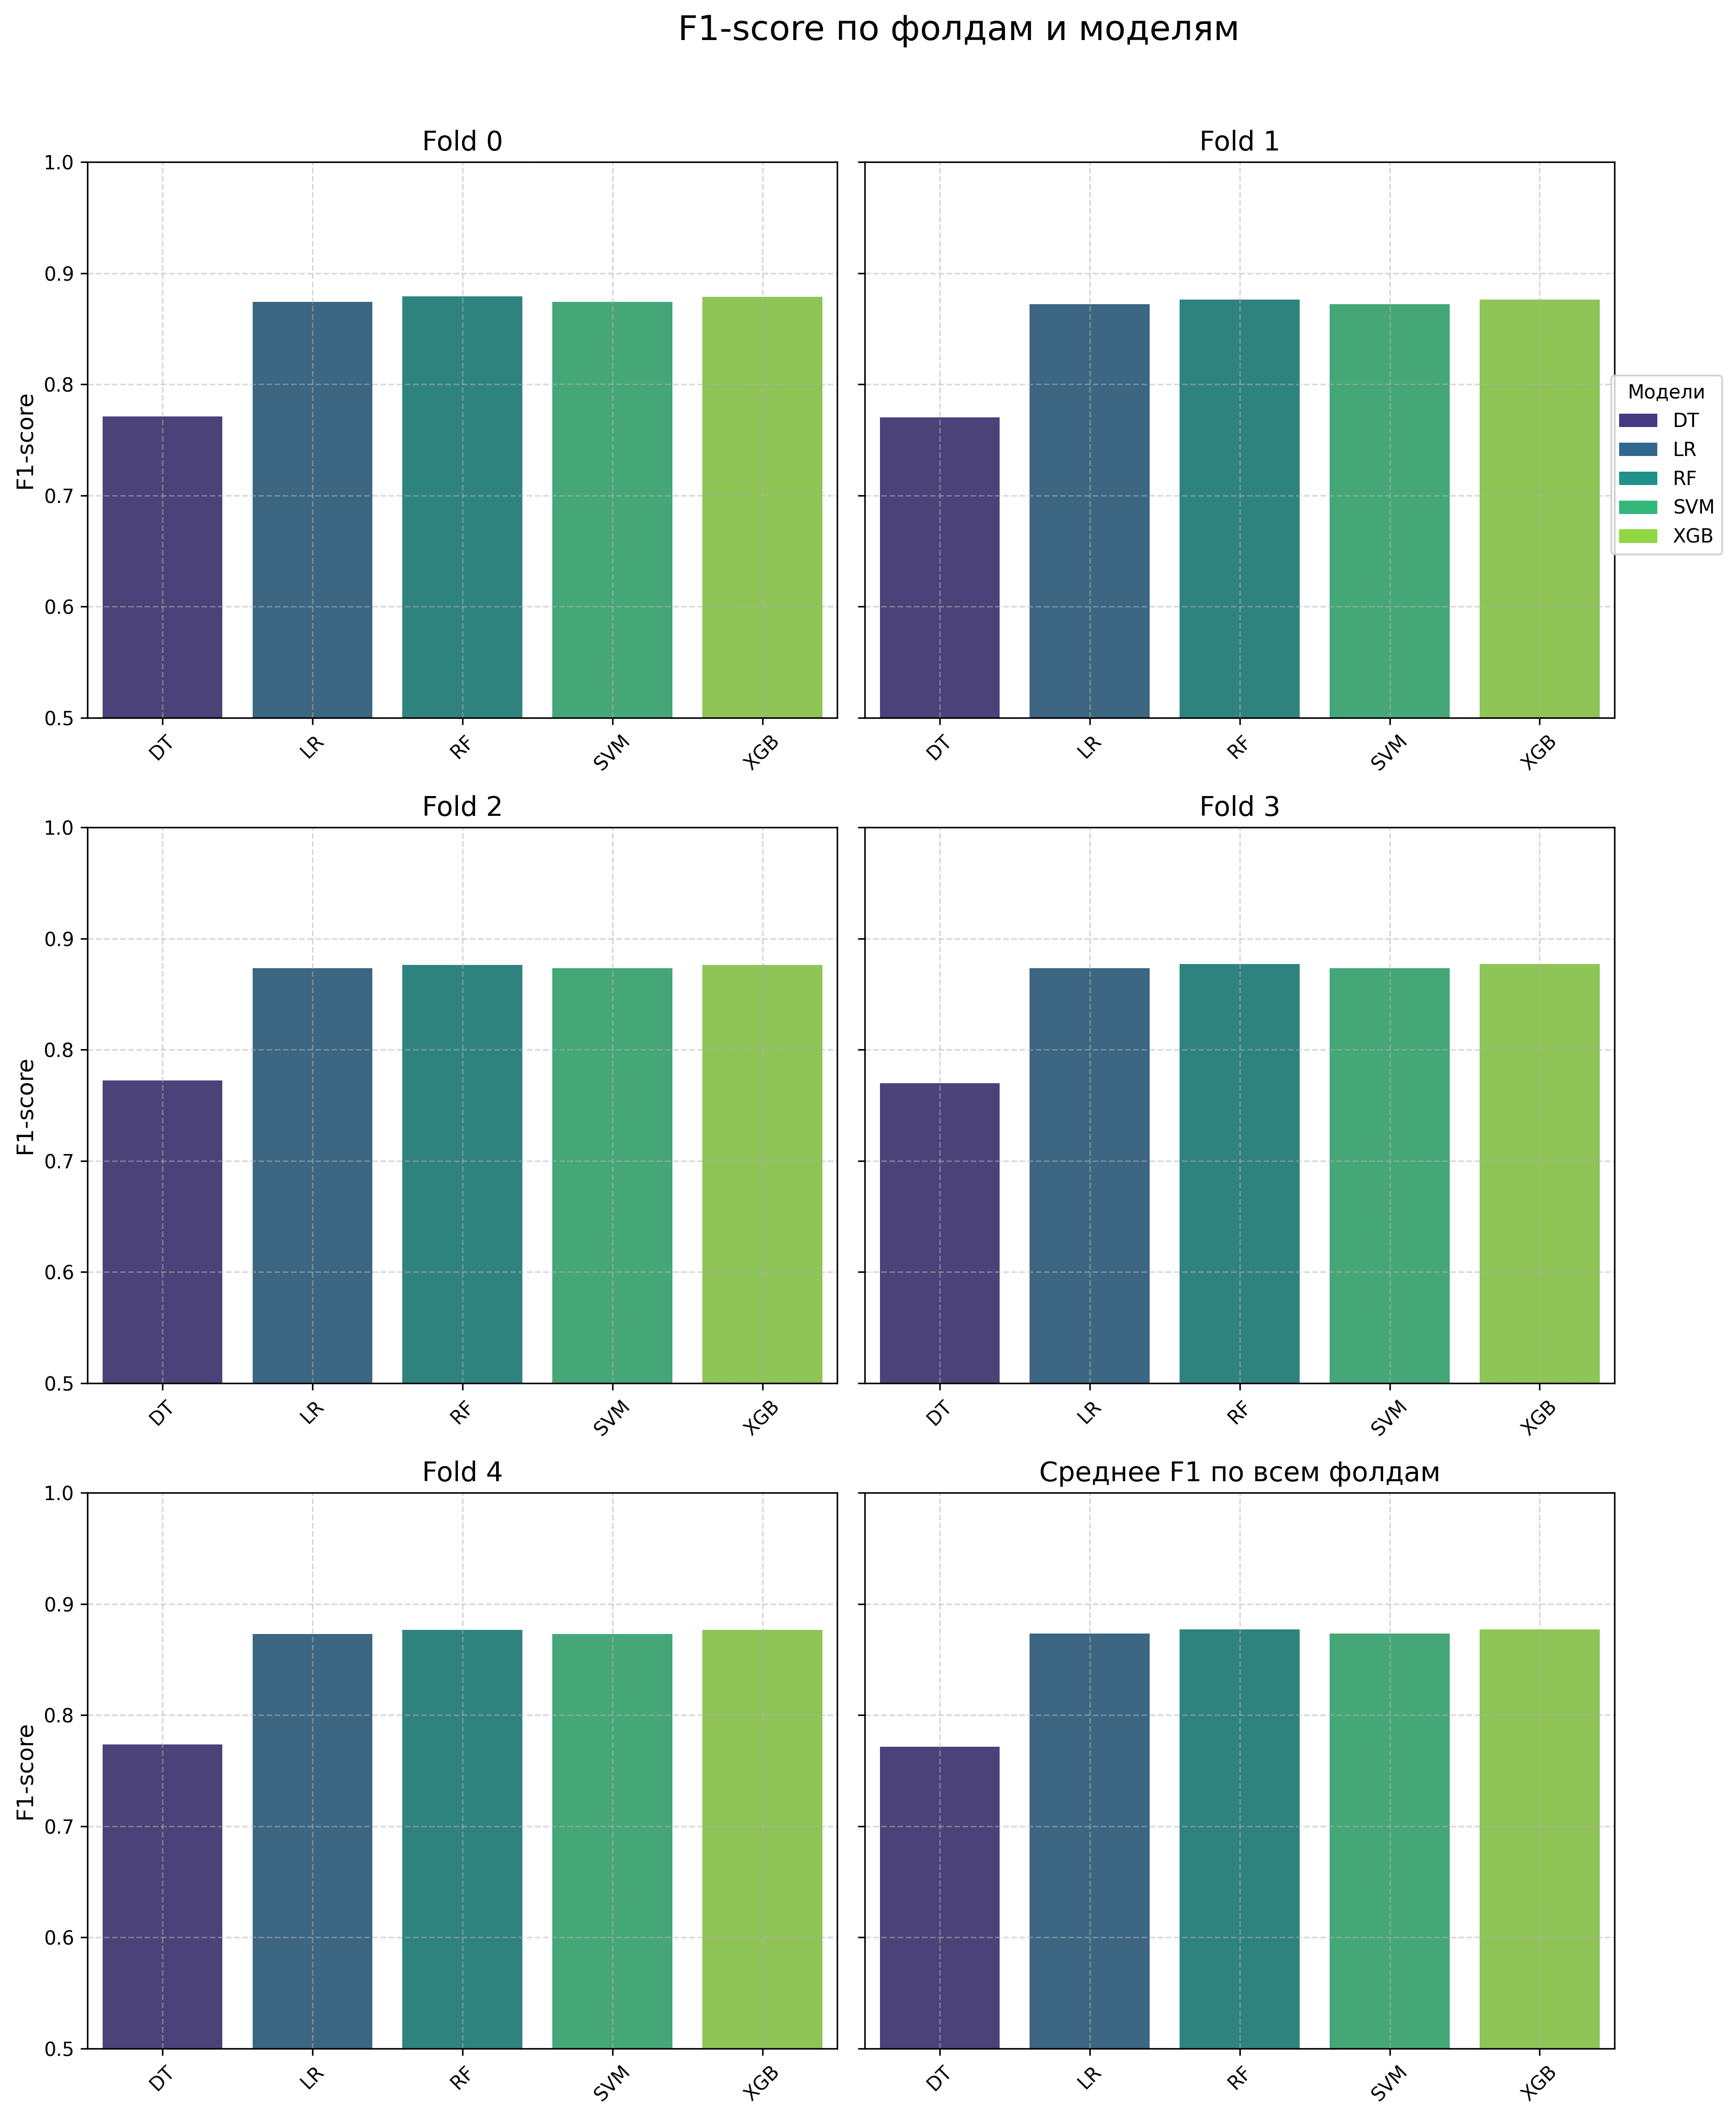 F1-score по фолдам и моделям
Fold 0
F1-score
1.0
0.9
0.8
0.7
0.6
0.5
DT
LR
RF
SVM
XGB
Fold 1
DT
LR
RF
SVM
XGB
Модели
DT
LR
RF
SVM
XGB
Fold 2
F1-score
1.0
0.9
0.8
0.7
0.6
0.5
DT
LR
RF
SVM
XGB
Fold 3
DT
LR
RF
SVM
XGB
Fold 4
F1-score
1.0
0.9
0.8
0.7
0.6
0.5
DT
LR
RF
SVM
XGB
Среднее F1 по всем фолдам
DT
LR
RF
SVM
XGB